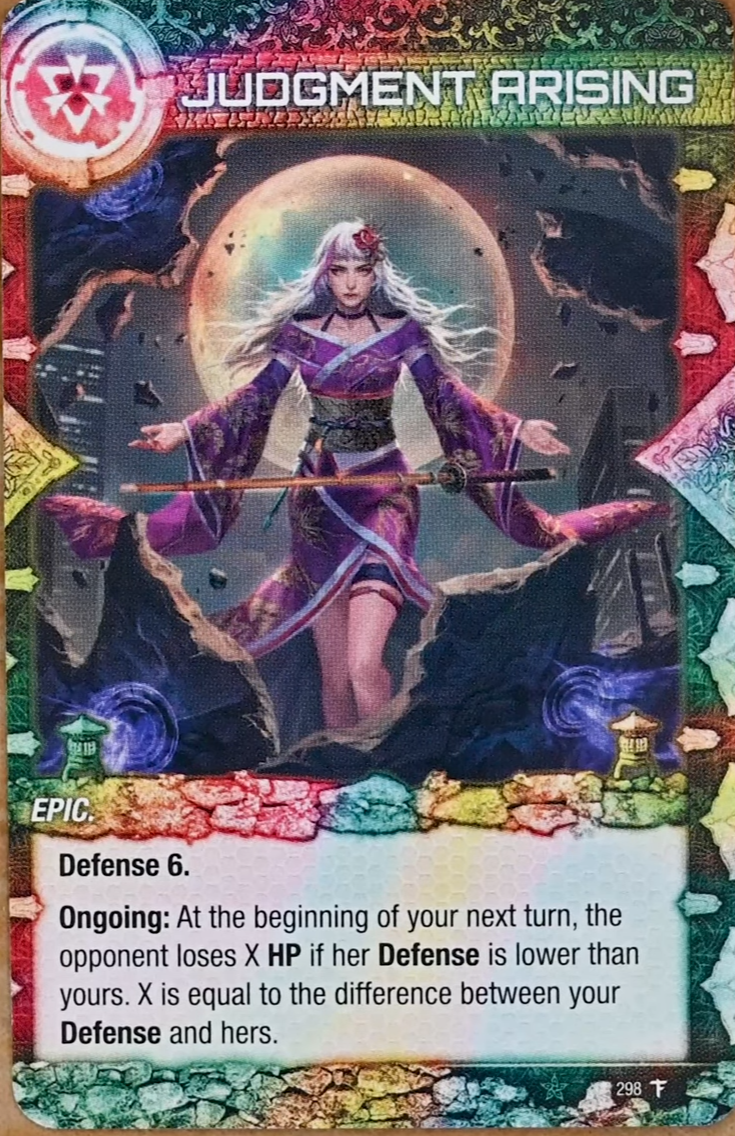 JUDGMENT ARISING
EPIC.
Defense 6.
Ongoing: At the beginning of your next turn, the
opponent loses X HP if her Defense is lower than
yours. X is equal to the difference between your
Defense and hers.
298